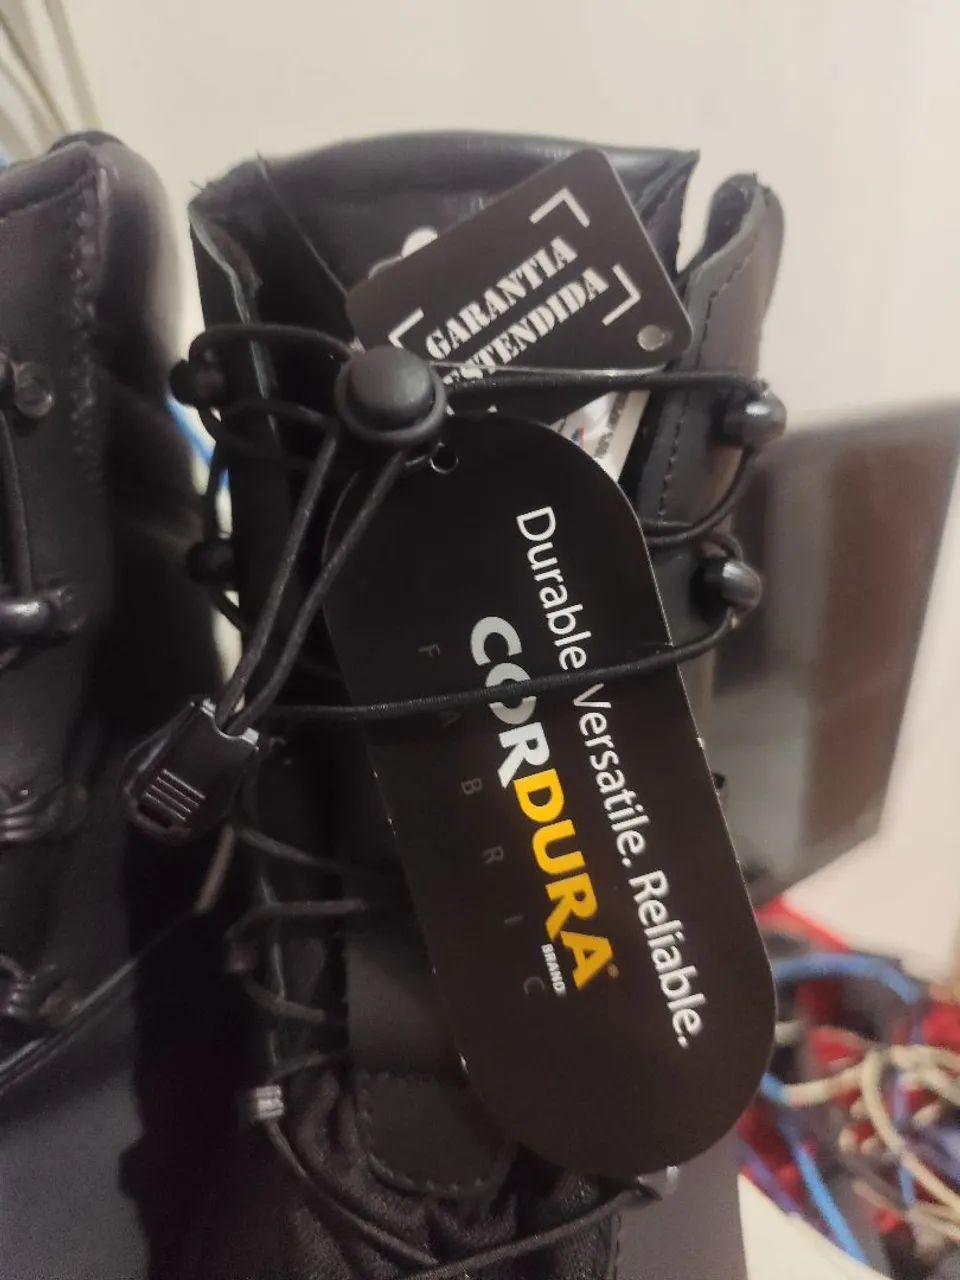 GARANTIA
ESTENDIDA
Durable. Versatile. Reliable.
CORDURA®
BRAND
FABRIC